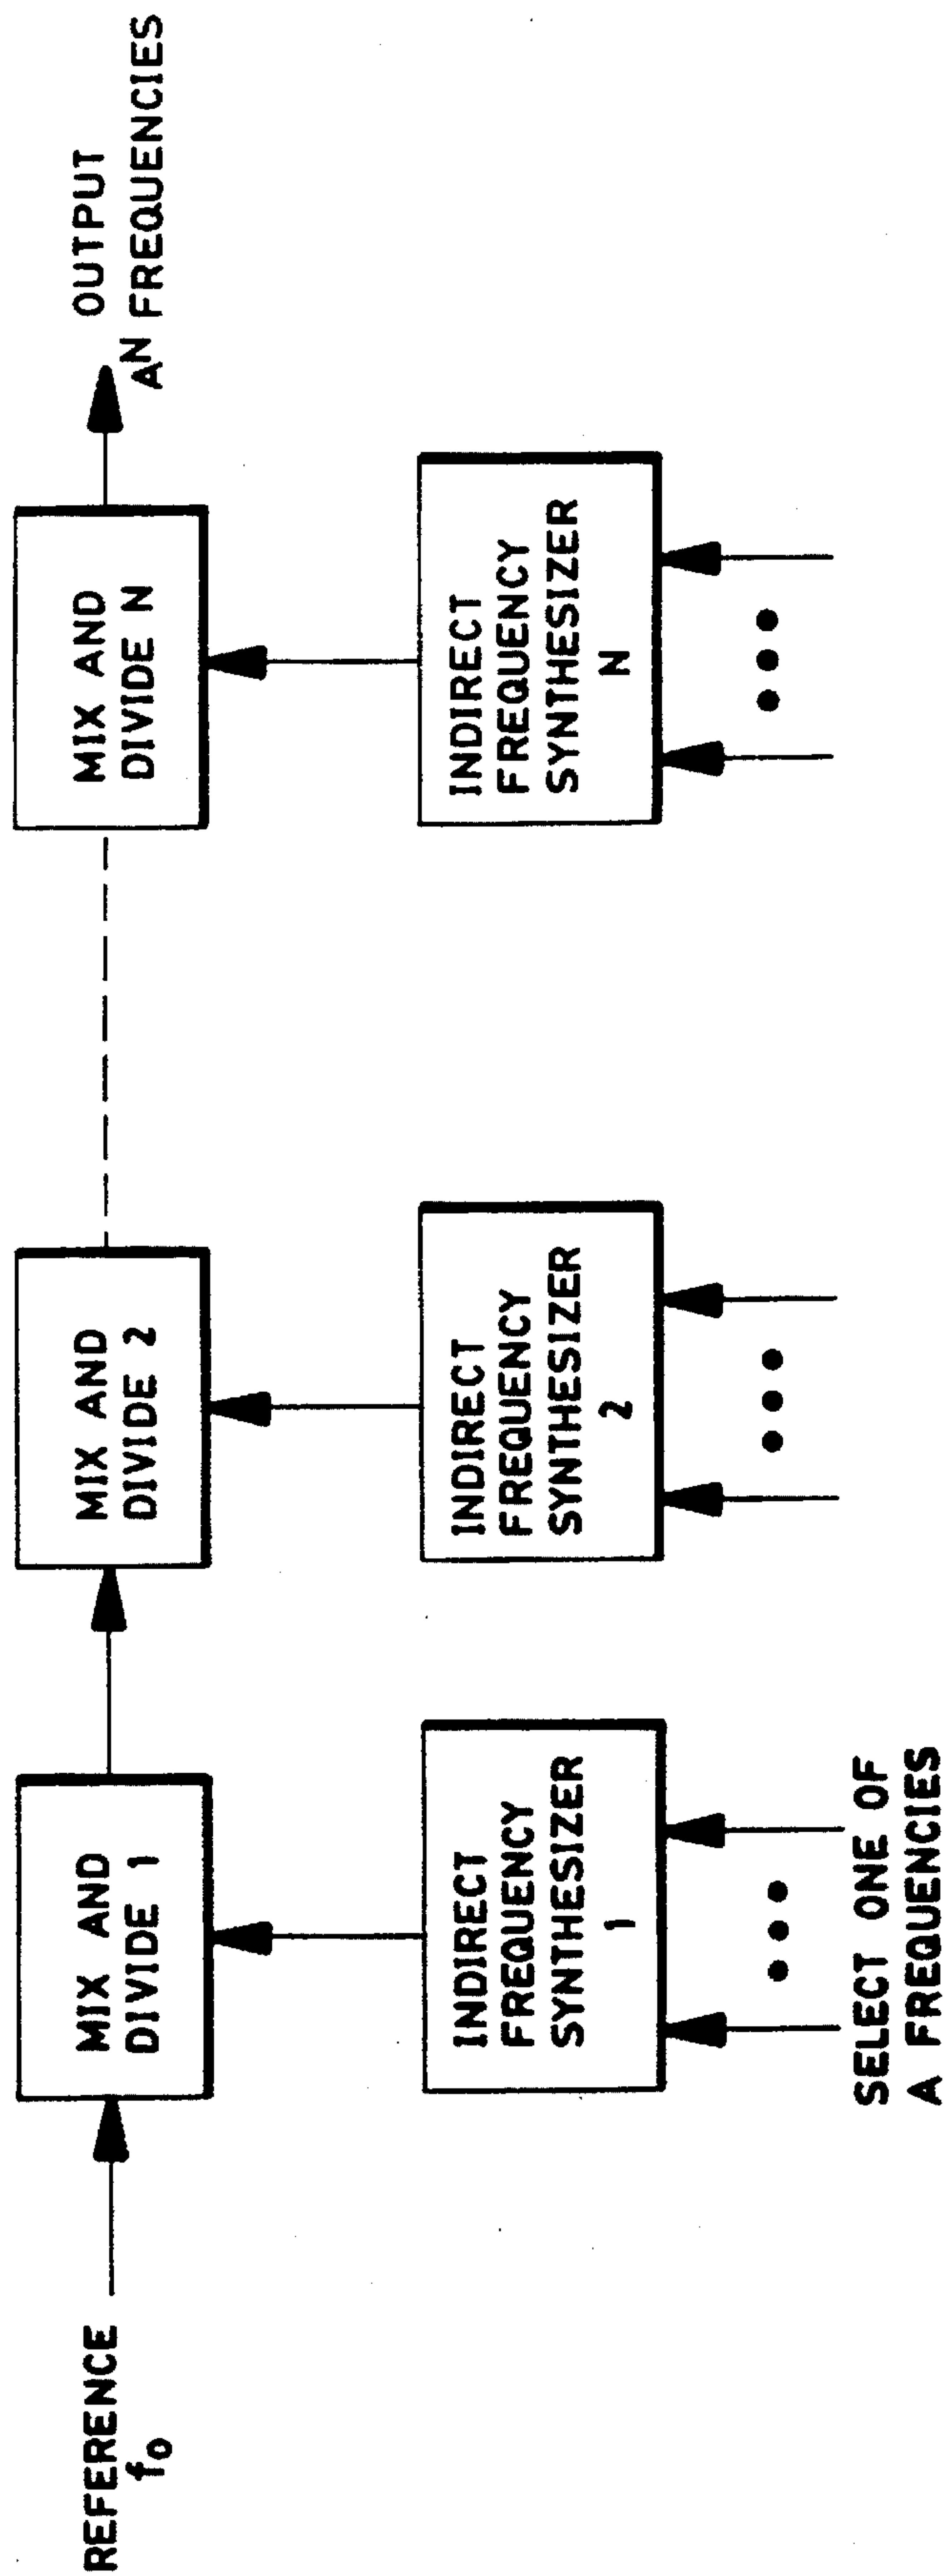 REFERENCE
f₀
MIX AND
DIVIDE 1
MIX AND
DIVIDE 2
MIX AND
DIVIDE N
OUTPUT
Aᴺ FREQUENCIES
INDIRECT
FREQUENCY
SYNTHESIZER
1
INDIRECT
FREQUENCY
SYNTHESIZER
2
INDIRECT
FREQUENCY
SYNTHESIZER
N
SELECT ONE OF
A FREQUENCIES